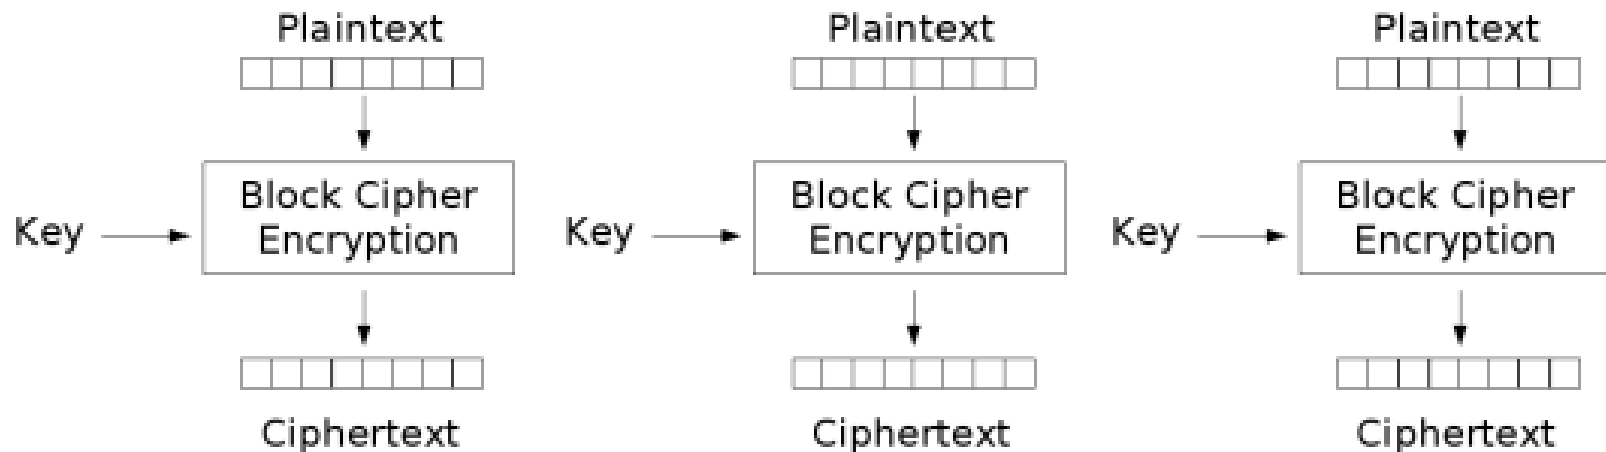 Plaintext
Plaintext
Plaintext
Block Cipher
Encryption
Block Cipher
Encryption
Block Cipher
Encryption
Key
Key
Key
Ciphertext
Ciphertext
Ciphertext